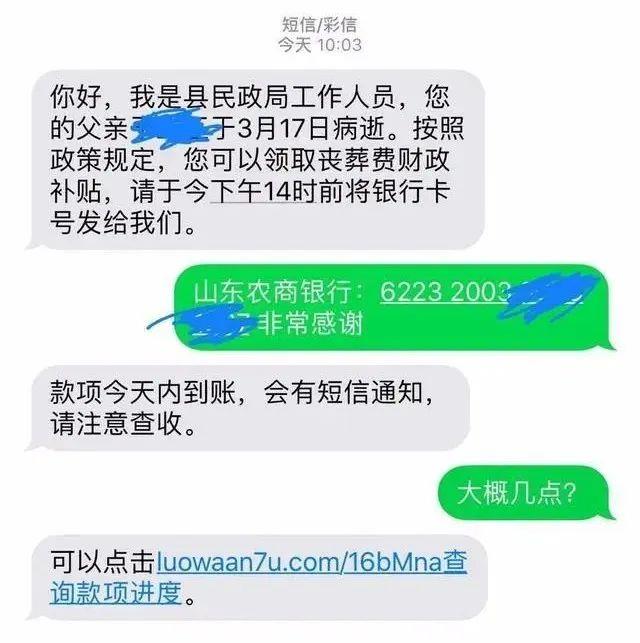 短信/彩信
今天 10:03
你好，我是县民政局工作人员，您
的父亲于3月17日病逝。按照
政策规定，您可以领取丧葬费财政
补贴，请于今下午14时前将银行卡
号发给我们。
山东农商银行：6223 2003
非常感谢
款项今天内到账，会有短信通知，
请注意查收。
大概几点？
可以点击luowaan7u.com/16bMna查
询款项进度。